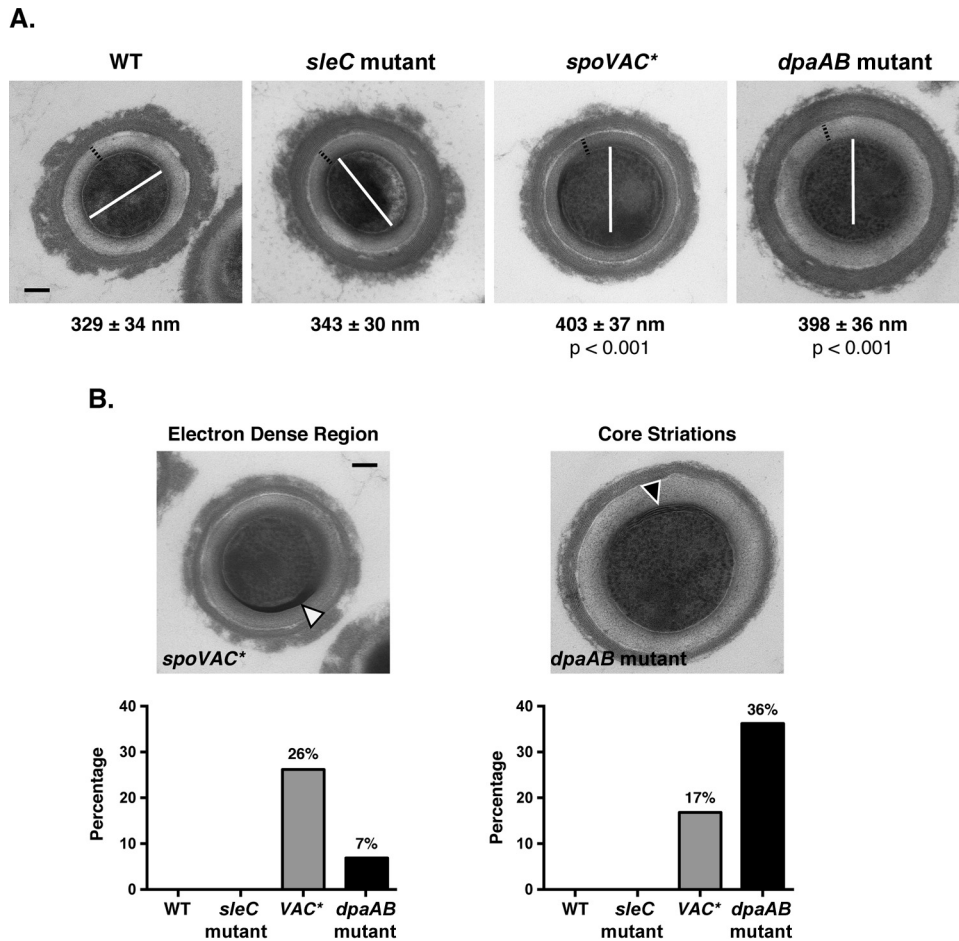 A.
WT
sleC mutant
spoVAC*
dpaAB mutant
329 ± 34 nm
343 ± 30 nm
403 ± 37 nm
398 ± 36 nm
p < 0.001
p < 0.001
B.
Electron Dense Region
spoVAC*
Percentage
40
30
20
10
0
26%
7%
WT
sleC
mutant
VAC*
dpaAB
mutant
Core Striations
dpaAB mutant
Percentage
40
30
20
10
0
17%
36%
WT
sleC
mutant
VAC*
dpaAB
mutant